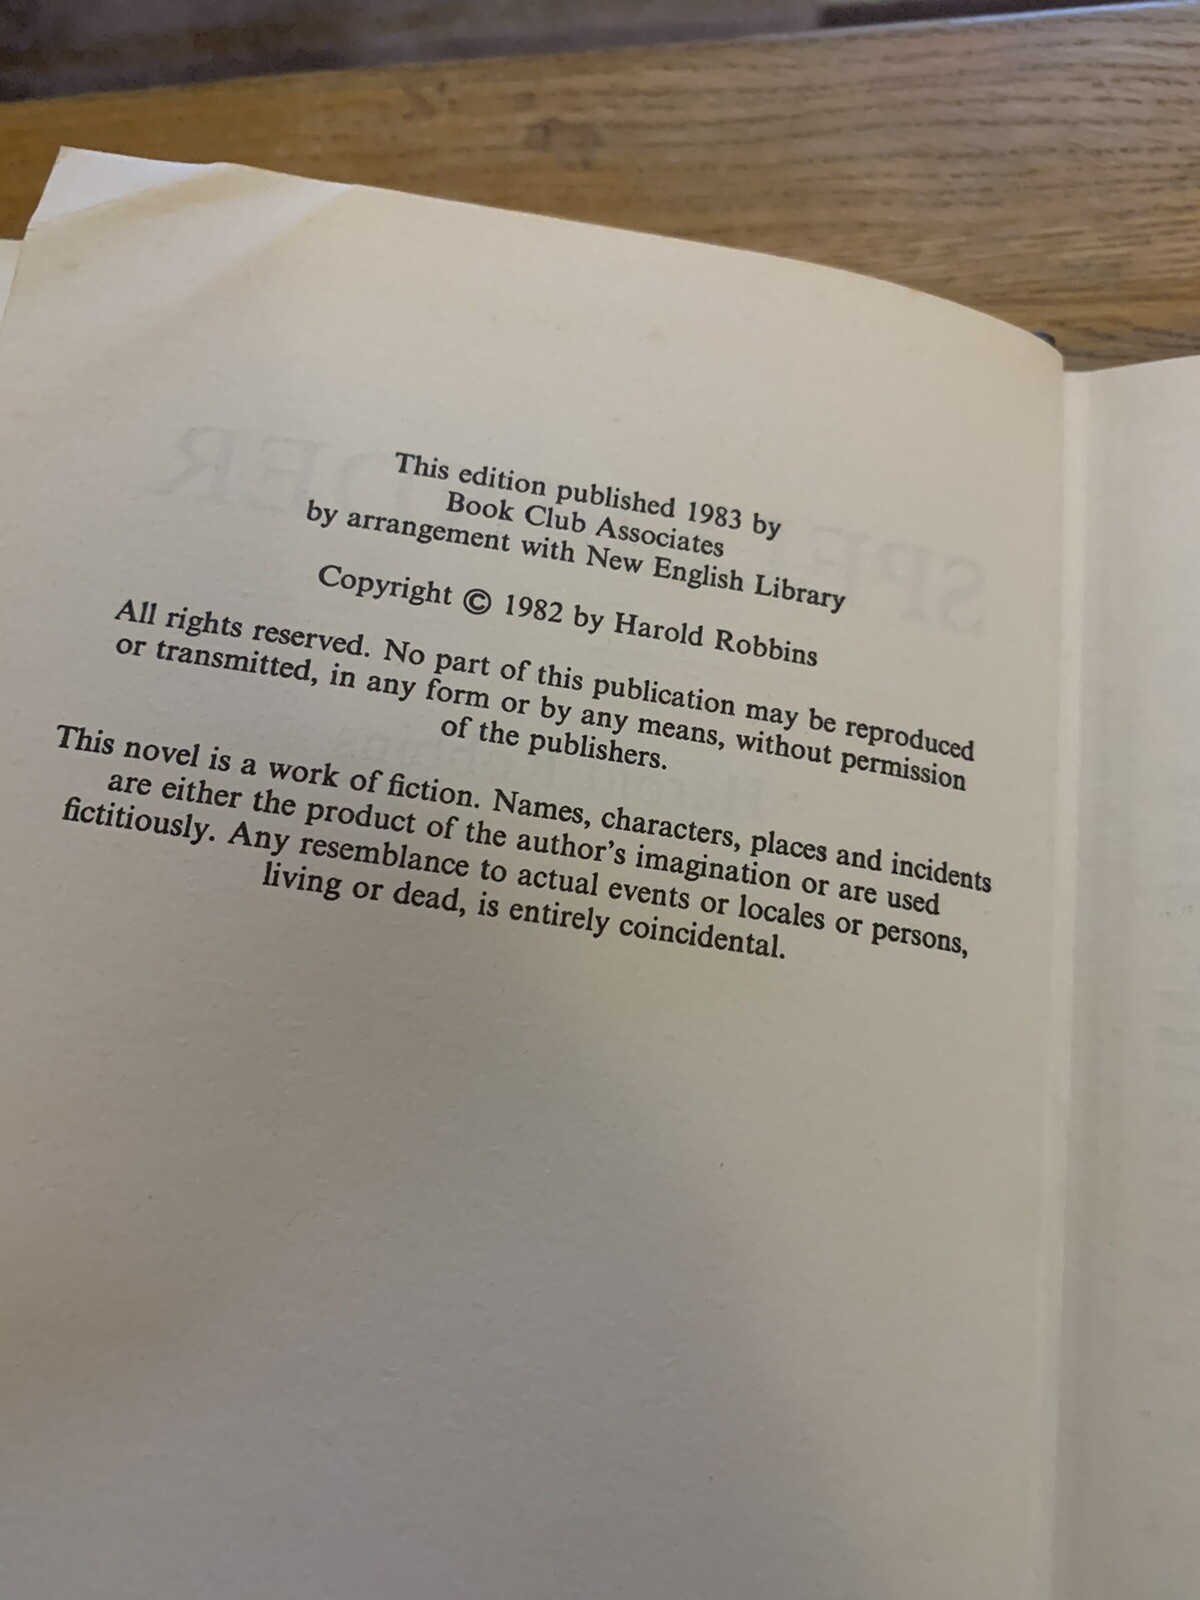 This edition published 1983 by
Book Club Associates
by arrangement with New English Library
Copyright © 1982 by Harold Robbins
All rights reserved. No part of this publication may be reproduced
or transmitted, in any form or by any means, without permission
of the publishers.
This novel is a work of fiction. Names, characters, places and incidents
are either the product of the author's imagination or are used
fictitiously. Any resemblance to actual events or locales or persons,
living or dead, is entirely coincidental.